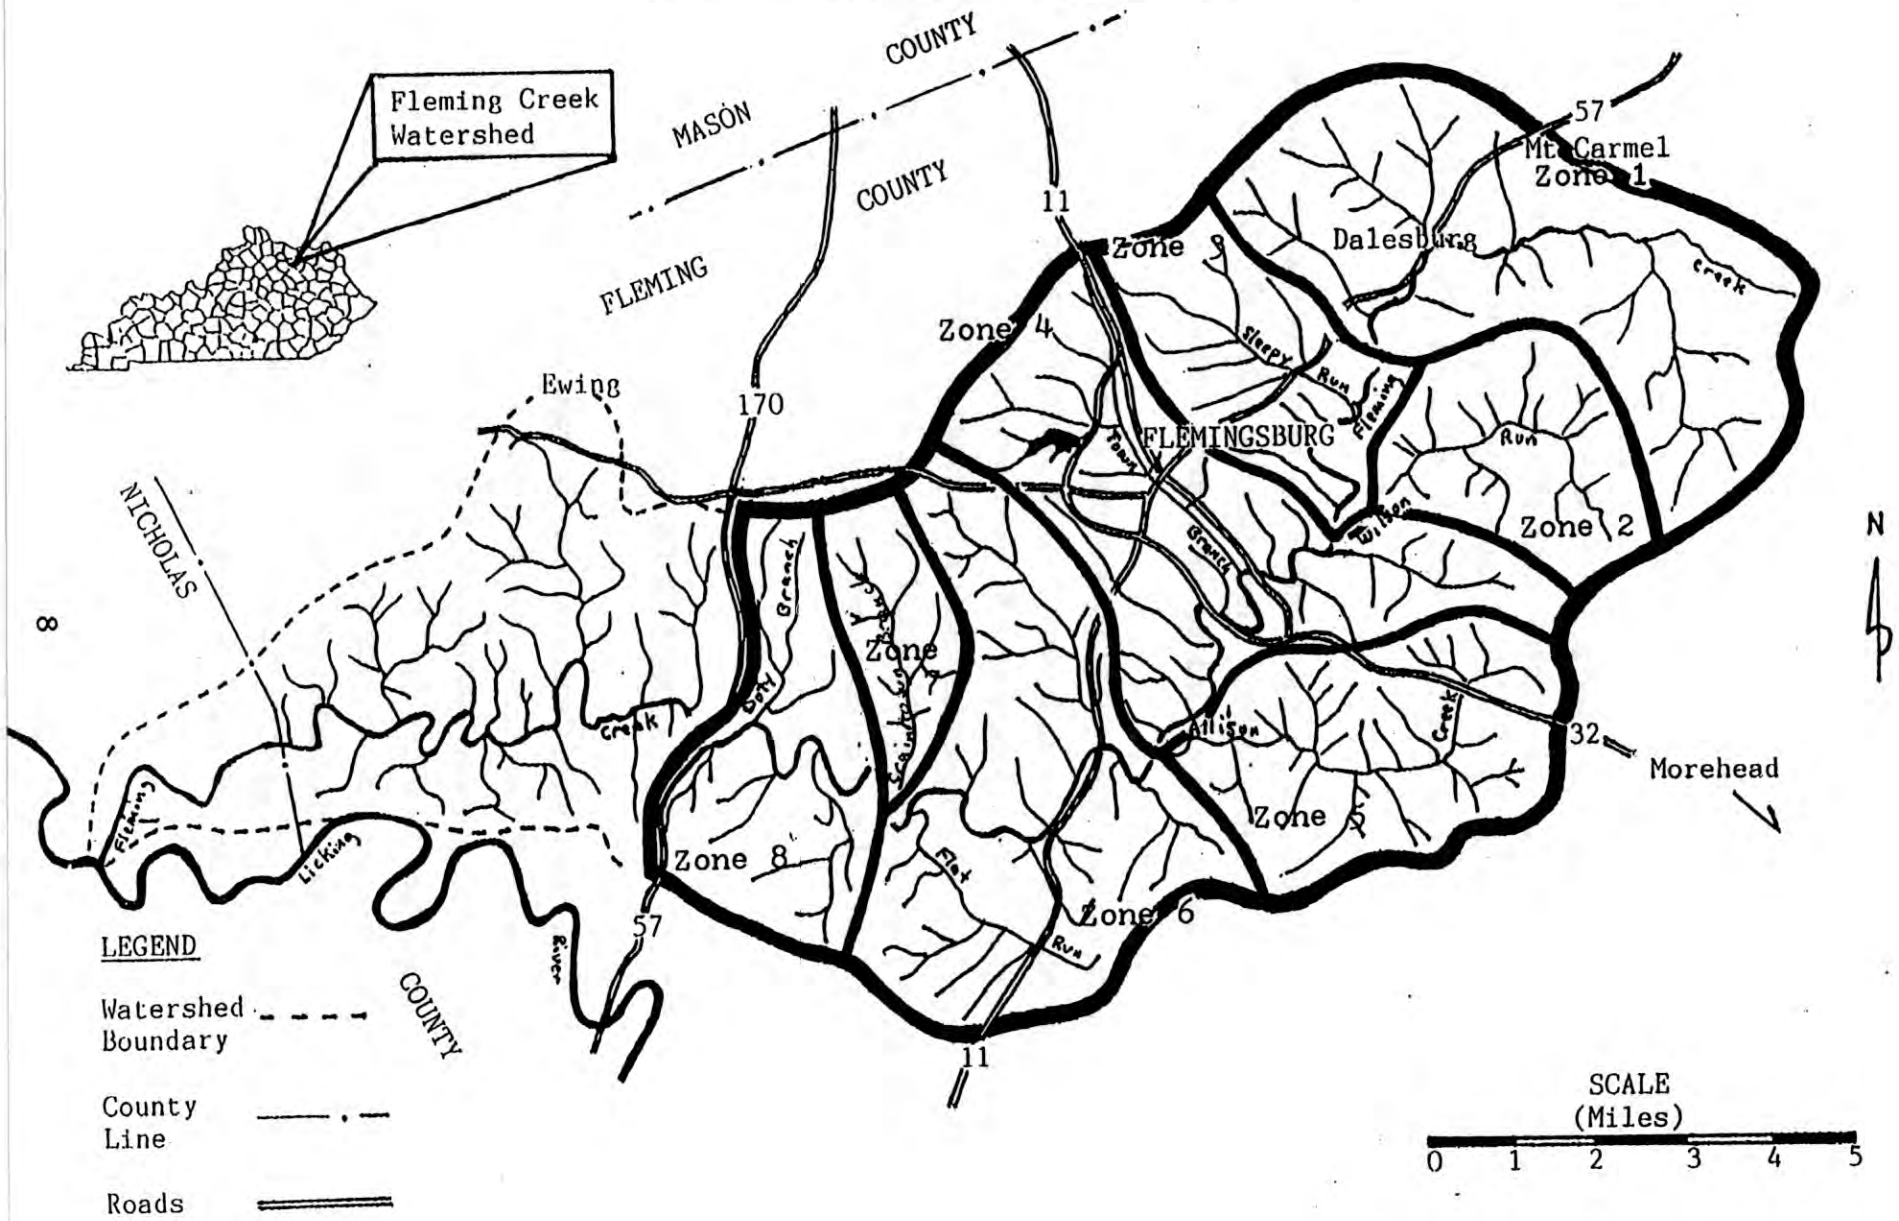 COUNTY
MASON
COUNTY
FLEMING
Fleming Creek
Watershed
57
Mt. Carmel
Zone 1
11
Zone 3
Dalesburg
Creek
Zone 4
Sleepy
Run
Fleming
Ewing
170
FLEMINGSBURG
Town
Run
Zone 2
Wilson
Branch
NICHOLAS
N
8
Branch
Branch
Zone
7
Doty
Craintown
Creek
Allison
Creek
32
Morehead
Fleming
Licking
Zone 5
Zone 8
Flat
Zone 6
Run
57
River
LEGEND
Watershed
Boundary
COUNTY
County
Line
Roads
11
SCALE
(Miles)
0 1 2 3 4 5